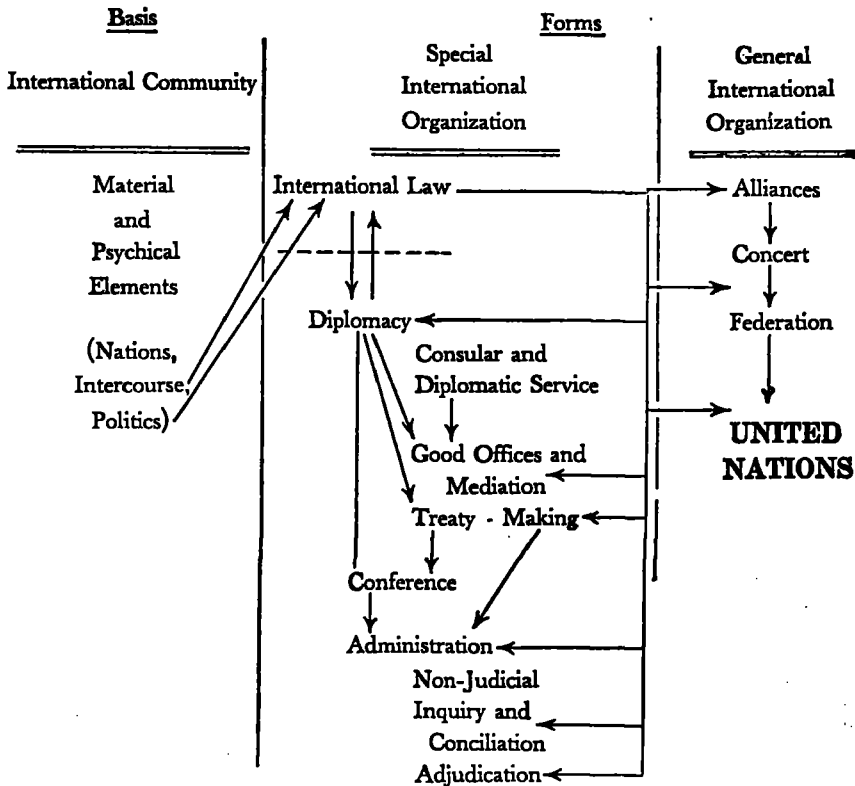 Basis
Forms
International Community
Special
International
Organization
General
International
Organization
Material
and
Psychical
Elements
(Nations,
Intercourse,
Politics)
International Law
Diplomacy
Consular and
Diplomatic Service
Good Offices and
Mediation
Treaty - Making
Conference
Administration
Non-Judicial
Inquiry and
Conciliation
Adjudication
Alliances
Concert
Federation
UNITED
NATIONS